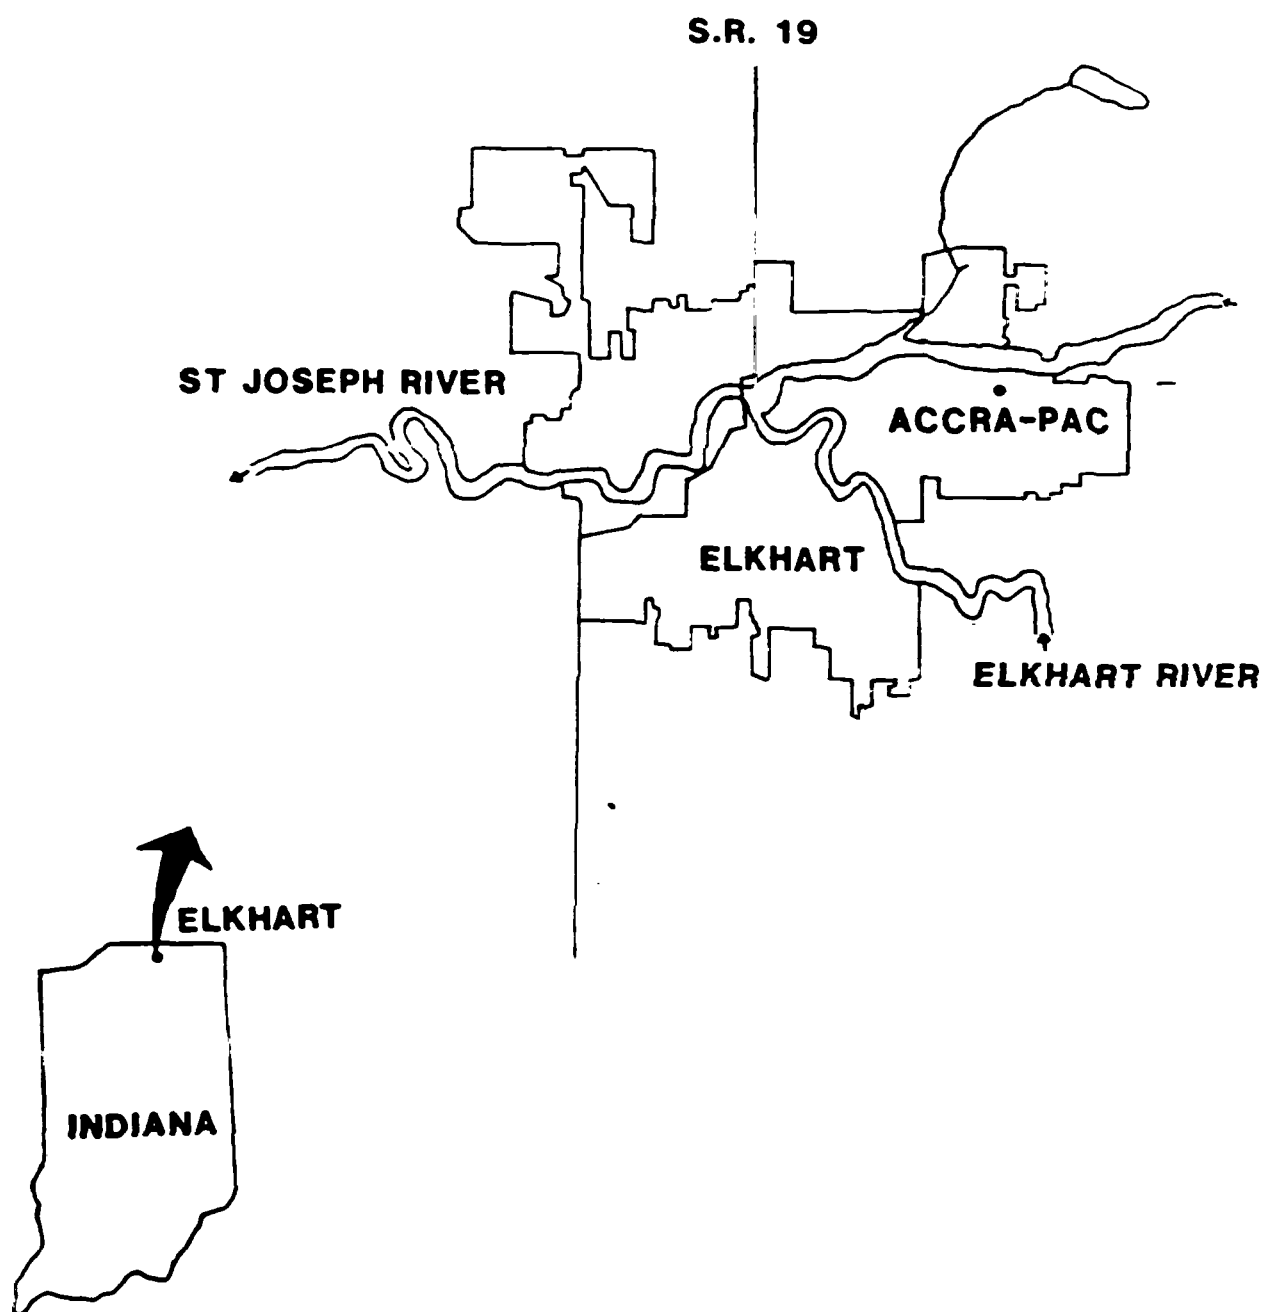 S.R. 19
ST JOSEPH RIVER
ACCRA-PAC
ELKHART
ELKHART RIVER
ELKHART
INDIANA